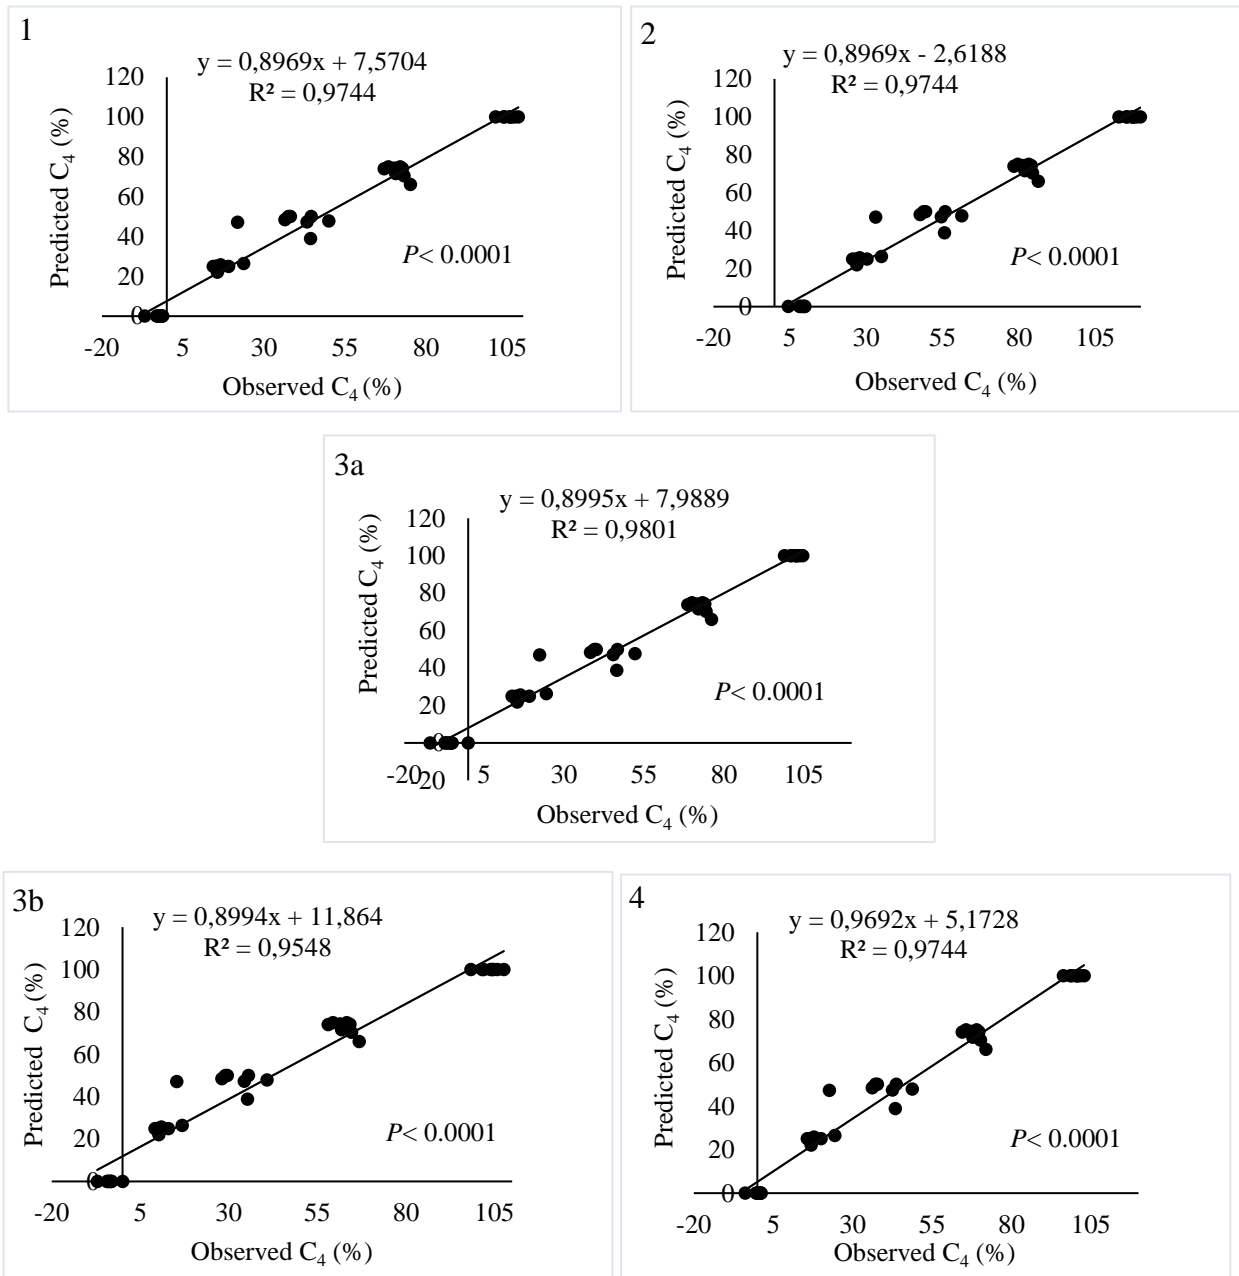 1
y = 0,8969x + 7,5704
R² = 0,9744
120
100
80
60
40
20
0
Predicted C₄ (%)
P< 0.0001
-20 5 30 55 80 105
Observed C₄ (%)
2
y = 0,8969x - 2,6188
R² = 0,9744
120
100
80
60
40
20
0
Predicted C₄ (%)
P< 0.0001
-20 5 30 55 80 105
Observed C₄ (%)
3a
y = 0,8995x + 7,9889
R² = 0,9801
120
100
80
60
40
20
0
-20
Predicted C₄ (%)
P< 0.0001
-20 5 30 55 80 105
Observed C₄ (%)
3b
y = 0,8994x + 11,864
R² = 0,9548
120
100
80
60
40
20
0
Predicted C₄ (%)
P< 0.0001
-20 5 30 55 80 105
Observed C₄ (%)
4
y = 0,9692x + 5,1728
R² = 0,9744
120
100
80
60
40
20
0
Predicted C₄ (%)
P< 0.0001
-20 5 30 55 80 105
Observed C₄ (%)